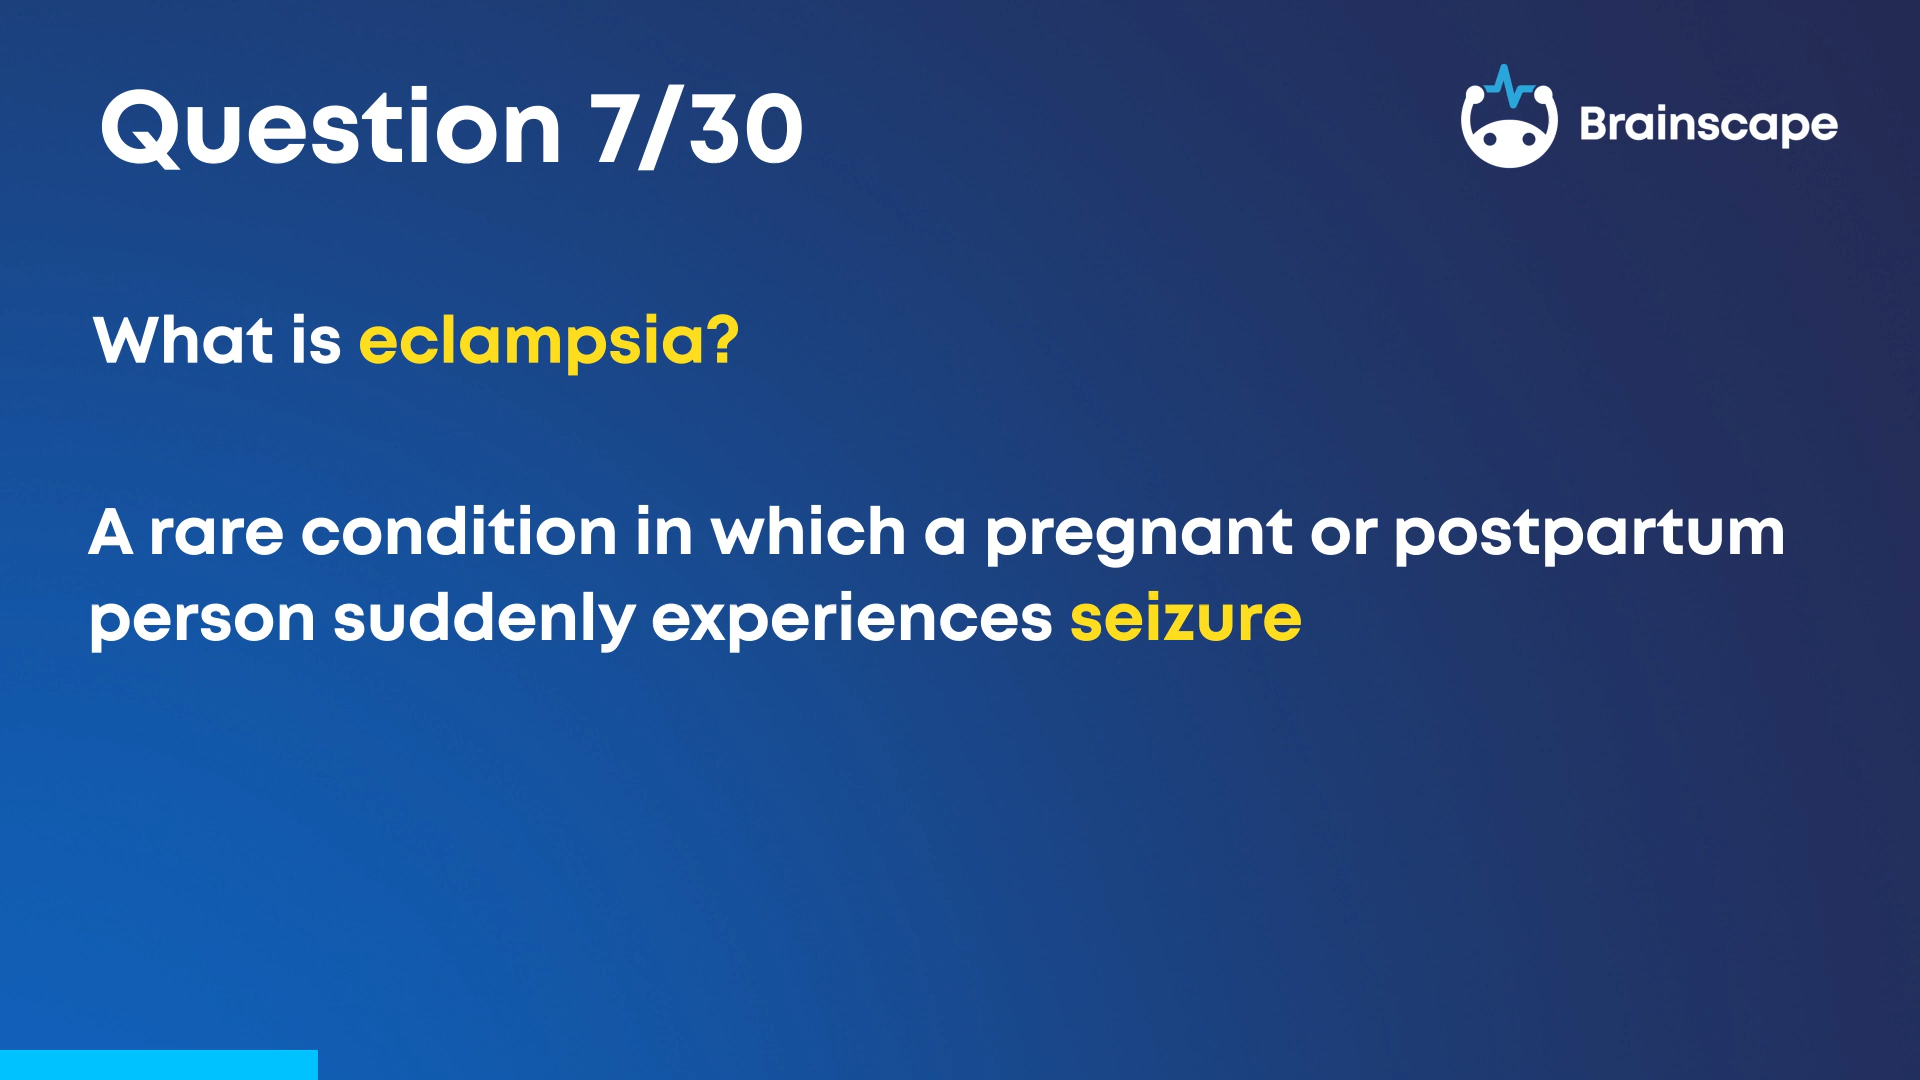 Question 7/30
Brainscape
What is eclampsia?
A rare condition in which a pregnant or postpartum
person suddenly experiences seizure